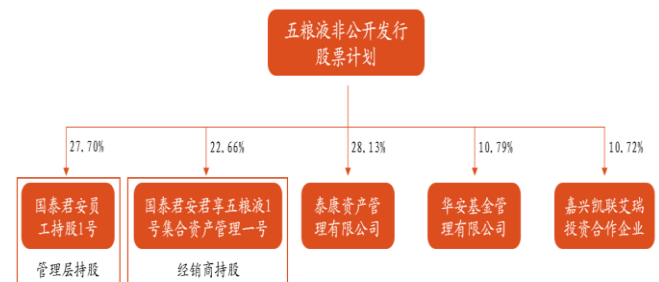 五粮液非公开发行
股票计划
27.70%
22.66%
28.13%
10.79%
10.72%
国泰君安员
工持股1号
国泰君安君享五粮液1
号集合资产管理一号
泰康资产管
理有限公司
华安基金管
理有限公司
嘉兴凯联艾瑞
投资合作企业
管理层持股
经销商持股